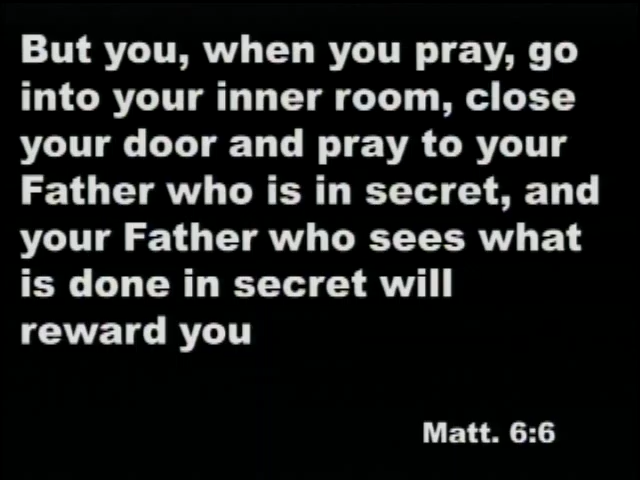 But you, when you pray, go
into your inner room, close
your door and pray to your
Father who is in secret, and
your Father who sees what
is done in secret will
reward you
Matt. 6:6